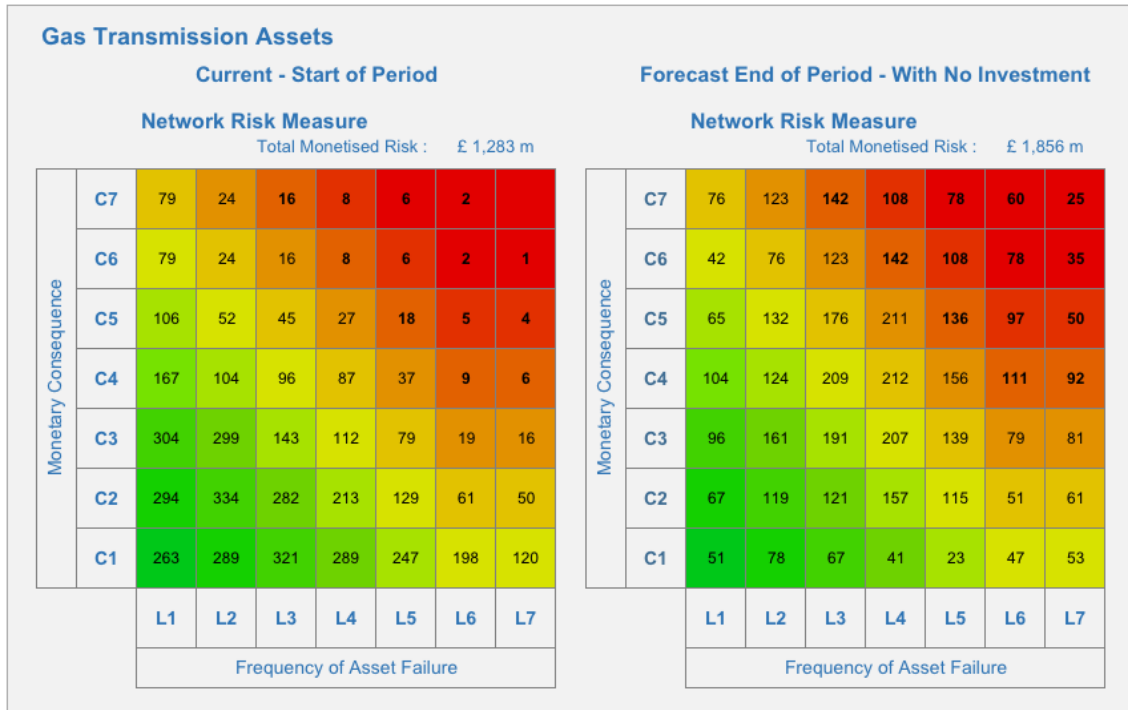 Gas Transmission Assets
Current - Start of Period
Network Risk Measure
Total Monetised Risk : £ 1,283 m
Monetary Consequence
C7 79 24 16 8 6 2
C6 79 24 16 8 6 2 1
C5 106 52 45 27 18 5 4
C4 167 104 96 87 37 9 6
C3 304 299 143 112 79 19 16
C2 294 334 282 213 129 61 50
C1 263 289 321 289 247 198 120
L1 L2 L3 L4 L5 L6 L7
Frequency of Asset Failure
Forecast End of Period - With No Investment
Network Risk Measure
Total Monetised Risk : £ 1,856 m
Monetary Consequence
C7 76 123 142 108 78 60 25
C6 42 76 123 142 108 78 35
C5 65 132 176 211 136 97 50
C4 104 124 209 212 156 111 92
C3 96 161 191 207 139 79 81
C2 67 119 121 157 115 51 61
C1 51 78 67 41 23 47 53
L1 L2 L3 L4 L5 L6 L7
Frequency of Asset Failure